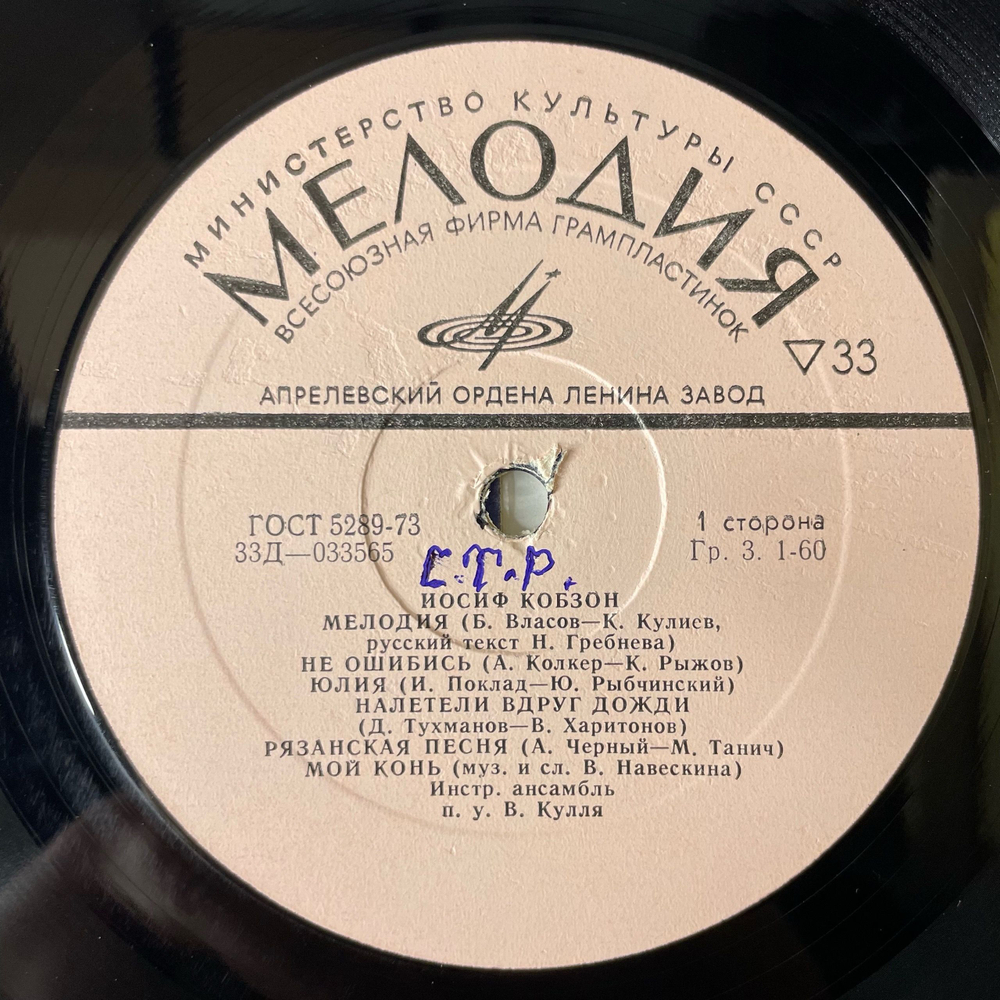 МИНИСТЕРСТВО КУЛЬТУРЫ СССР
МЕЛОДИЯ
ВСЕСОЮЗНАЯ ФИРМА ГРАМПЛАСТИНОК
▽33
АПРЕЛЕВСКИЙ ОРДЕНА ЛЕНИНА ЗАВОД
ГОСТ 5289-73
33Д—033565
1 сторона
Гр. 3. 1-60
С.Т.Р.
ИОСИФ КОБЗОН
МЕЛОДИЯ (Б. Власов—К. Кулиев,
русский текст Н. Гребнева)
НЕ ОШИБИСЬ (А. Колкер—К. Рыжов)
ЮЛИЯ (И. Поклад—Ю. Рыбчинский)
НАЛЕТЕЛИ ВДРУГ ДОЖДИ
(Д. Тухманов—В. Харитонов)
РЯЗАНСКАЯ ПЕСНЯ (А. Черный—М. Танич)
МОЙ КОНЬ (муз. и сл. В. Навескина)
Инстр. ансамбль
п. у. В. Кулля